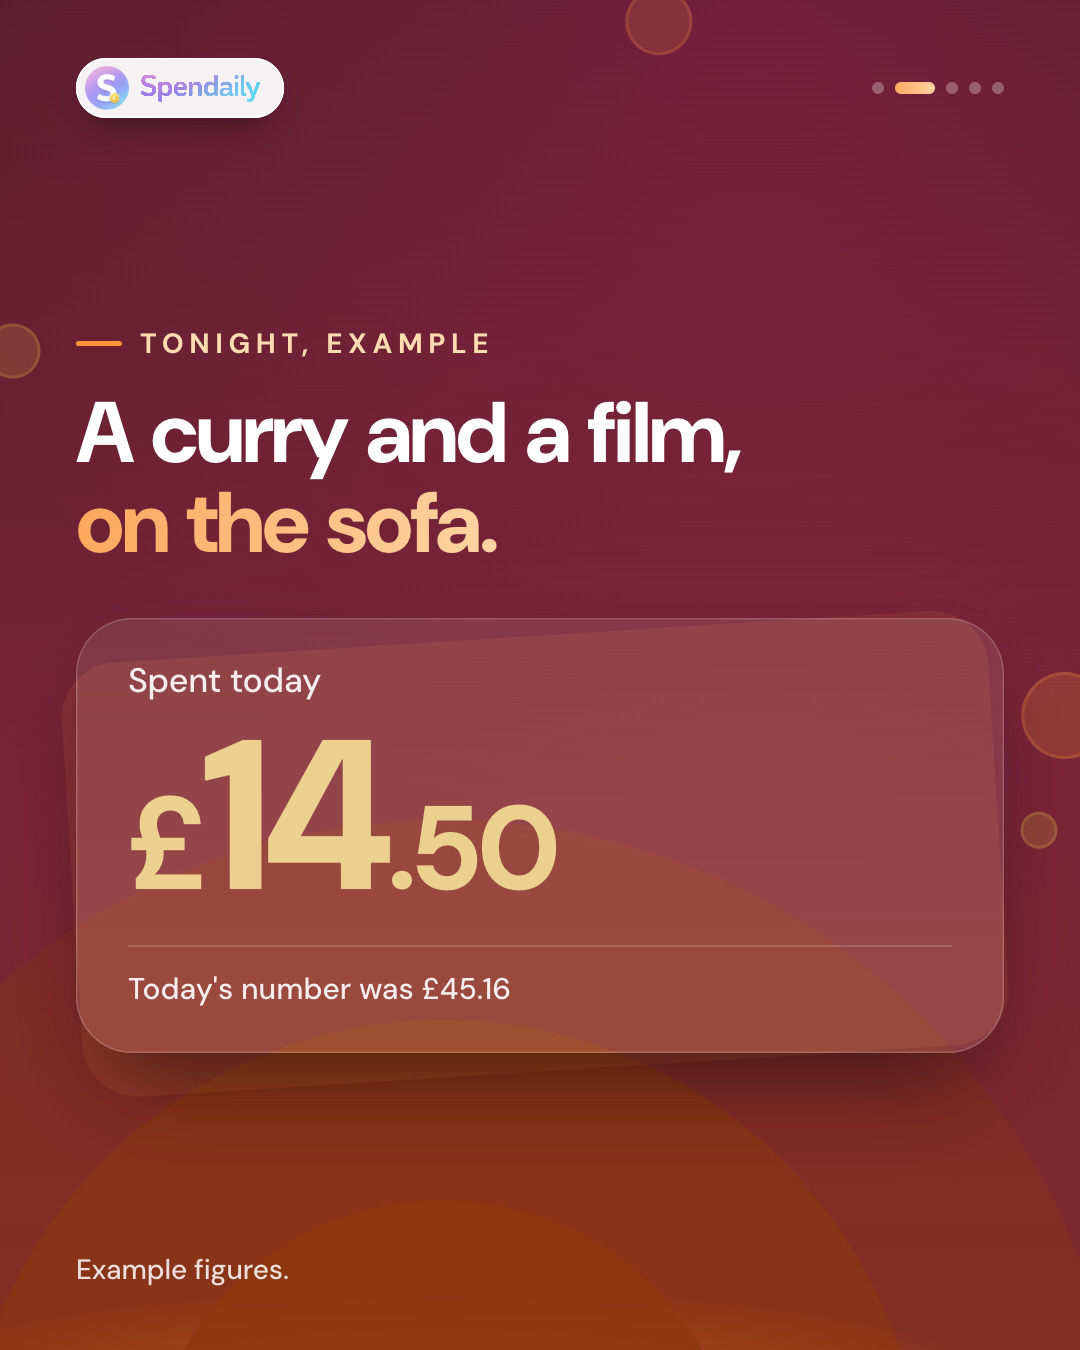 Spendaily
TONIGHT, EXAMPLE
A curry and a film,
on the sofa.
Spent today
£14.50
Today's number was £45.16
Example figures.